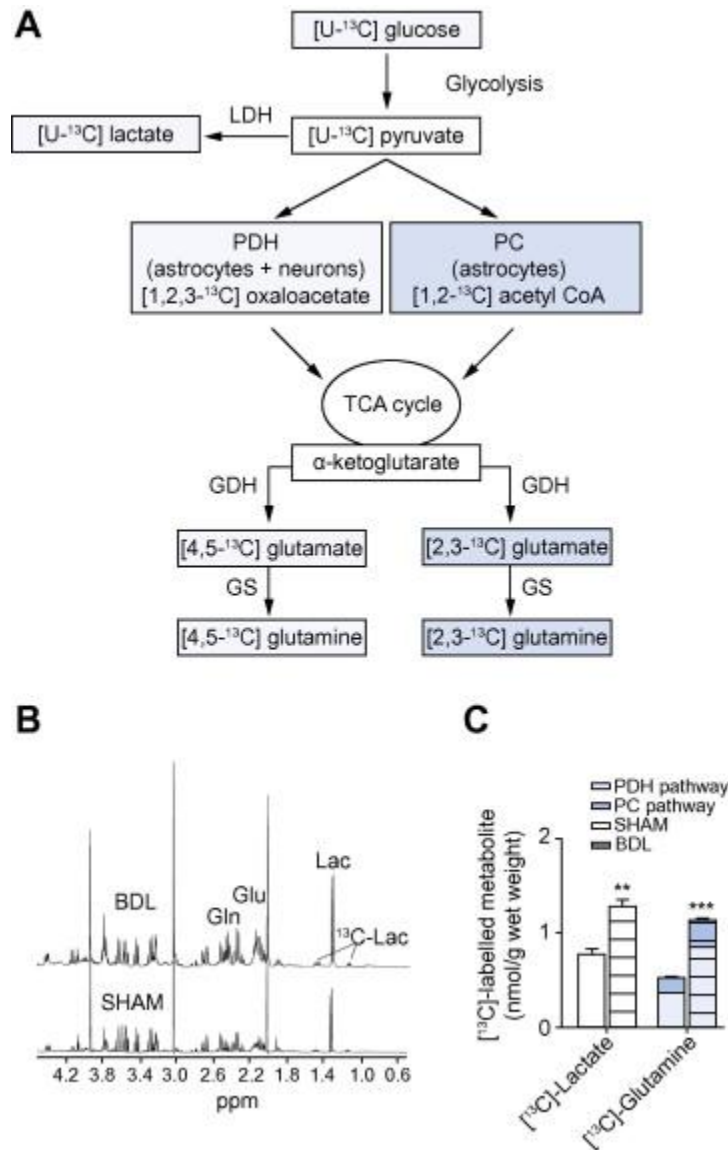 A
[U-¹³C] glucose
Glycolysis
LDH
[U-¹³C] lactate
[U-¹³C] pyruvate
PDH
(astrocytes + neurons)
[1,2,3-¹³C] oxaloacetate
PC
(astrocytes)
[1,2-¹³C] acetyl CoA
TCA cycle
α-ketoglutarate
GDH
GDH
[4,5-¹³C] glutamate
[2,3-¹³C] glutamate
GS
GS
[4,5-¹³C] glutamine
[2,3-¹³C] glutamine
B
BDL
Gln
Glu
Lac
¹³C-Lac
SHAM
4.2 3.8 3.4 3.0 2.6 2.2 1.8 1.4 1.0 0.6
ppm
C
PDH pathway
PC pathway
SHAM
BDL
[¹³C]-labelled metabolite
(nmol/g wet weight)
2
1
0
**
***
[¹³C]-Lactate
[¹³C]-Glutamine